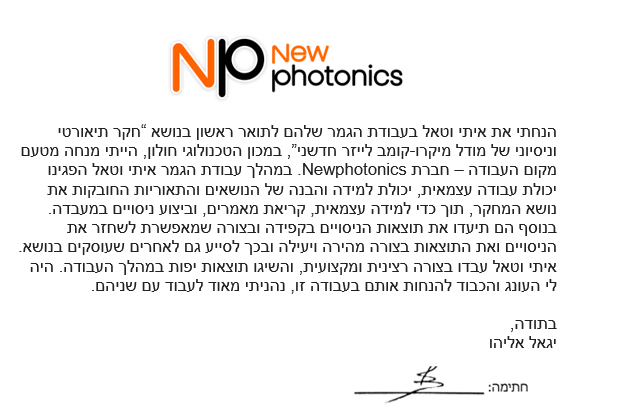 NP New
photonics
הנחתי את איתי וטאל בעבודת הגמר שלהם לתואר ראשון בנושא "חקר תיאורטי
וניסיוני של מודל מיקרו-קומב לייזר חדשני", במכון הטכנולוגי חולון, הייתי מנחה מטעם
מקום העבודה – חברת Newphotonics. במהלך עבודת הגמר איתי וטאל הפגינו
יכולת עבודה עצמאית, יכולת למידה והבנה של הנושאים והתאוריות החובקות את
נושא המחקר, תוך כדי למידה עצמאית, קריאת מאמרים, וביצוע ניסויים במעבדה.
בנוסף הם תיעדו את תוצאות הניסויים בקפידה ובצורה שמאפשרת לשחזר את
הניסויים ואת התוצאות בצורה מהירה ויעילה ובכך לסייע גם לאחרים שעוסקים בנושא.
איתי וטאל עבדו בצורה רצינית ומקצועית, והשיגו תוצאות יפות במהלך העבודה. היה
לי העונג והכבוד להנחות אותם בעבודה זו, נהניתי מאוד לעבוד עם שניהם.
בתודה,
יגאל אליהו
חתימה: